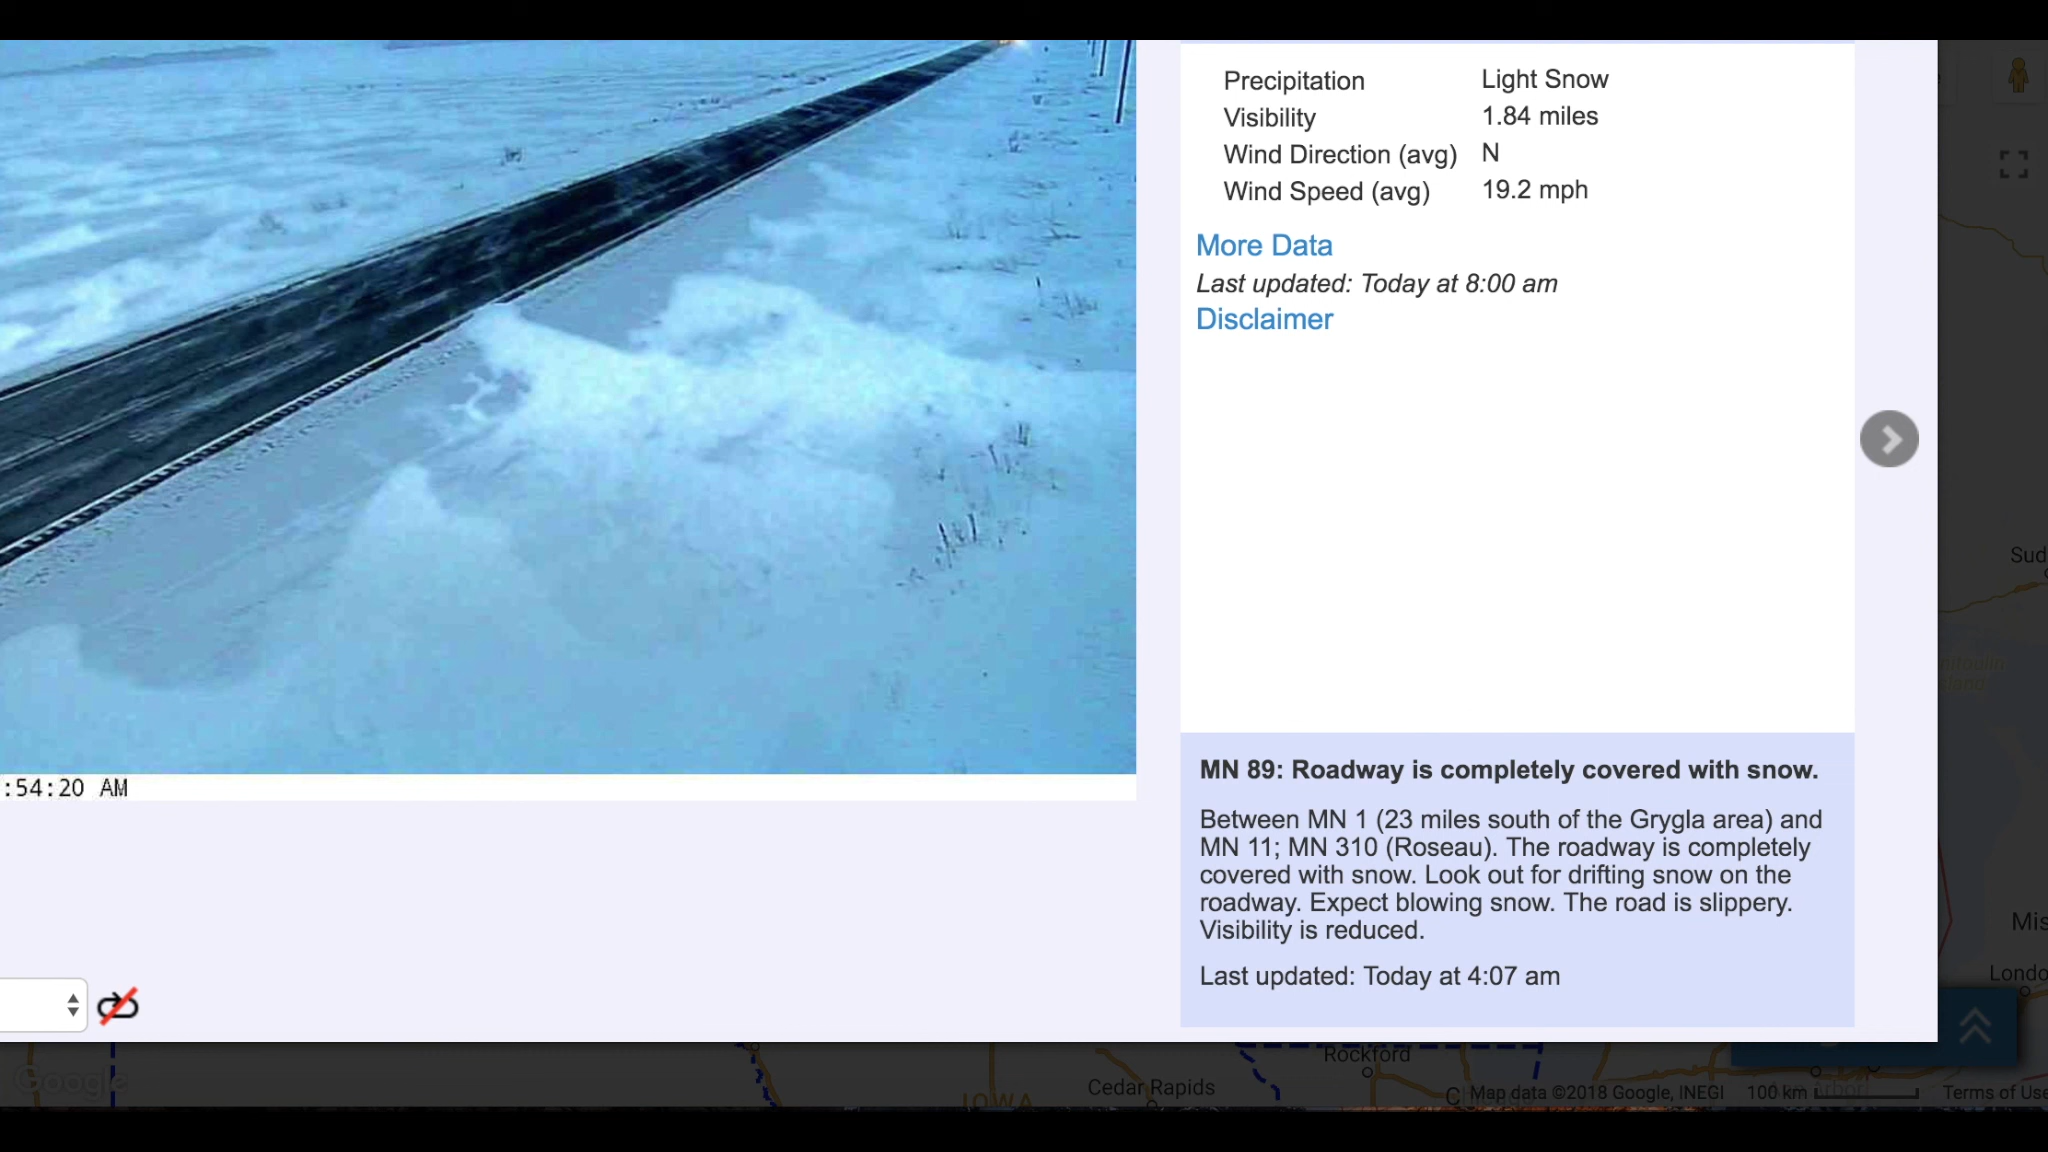 Precipitation Light Snow
Visibility 1.84 miles
Wind Direction (avg) N
Wind Speed (avg) 19.2 mph
More Data
Last updated: Today at 8:00 am
Disclaimer
:54:20 AM
MN 89: Roadway is completely covered with snow.
Between MN 1 (23 miles south of the Grygla area) and
MN 11; MN 310 (Roseau). The roadway is completely
covered with snow. Look out for drifting snow on the
roadway. Expect blowing snow. The road is slippery.
Visibility is reduced.
Last updated: Today at 4:07 am
Sud
Mis
Londo
Rockford
Google
Cedar Rapids
IOWA
Map data ©2018 Google, INEGI
100 km
Terms of Use